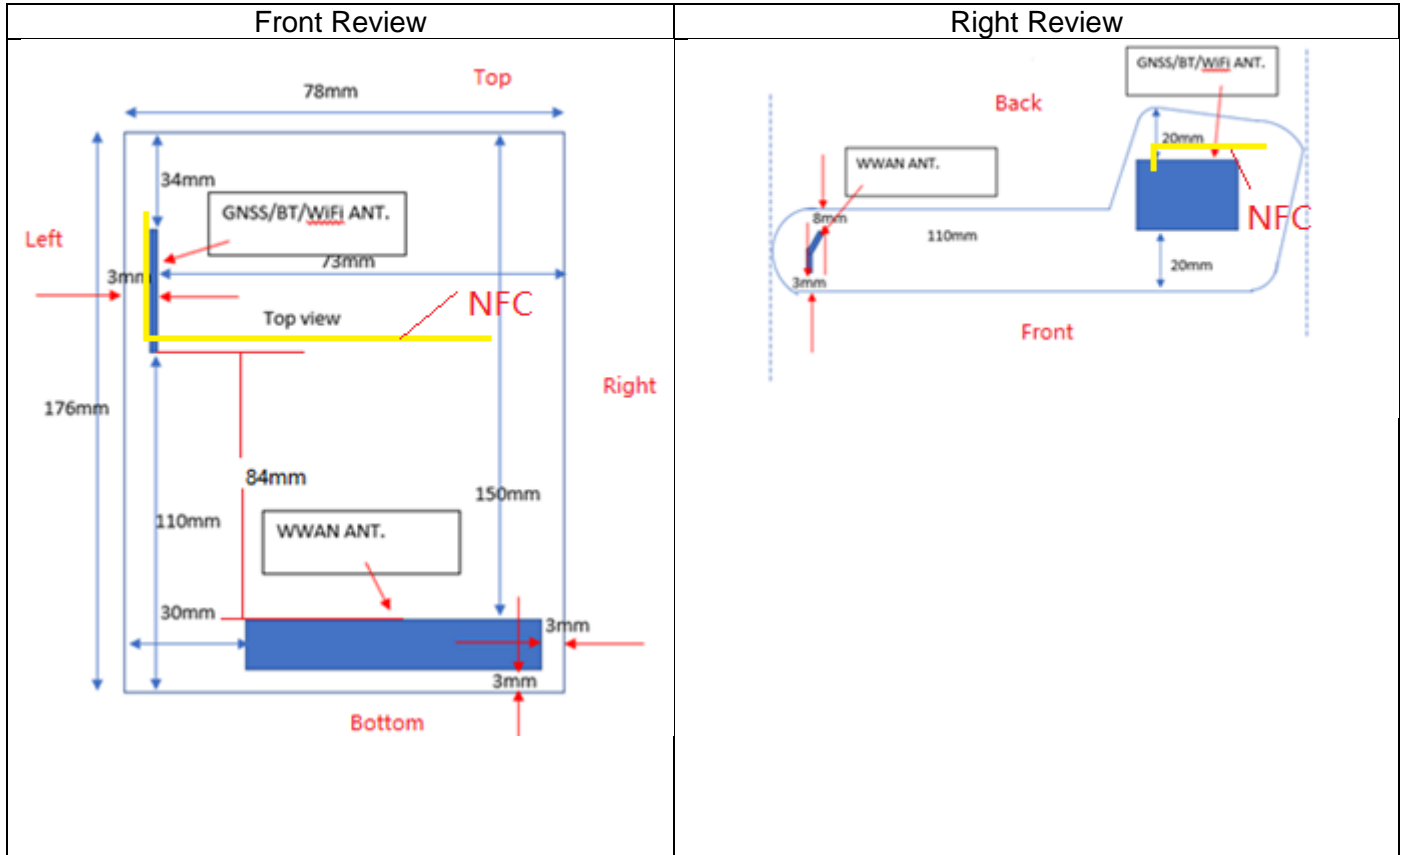 Front Review
Right Review
Top
78mm
34mm
GNSS/BT/WiFi ANT.
Left
73mm
3mm
NFC
Top view
Right
176mm
84mm
150mm
110mm
WWAN ANT.
30mm
3mm
3mm
Bottom
GNSS/BT/WiFi ANT.
Back
20mm
WWAN ANT.
NFC
8mm
110mm
20mm
3mm
Front